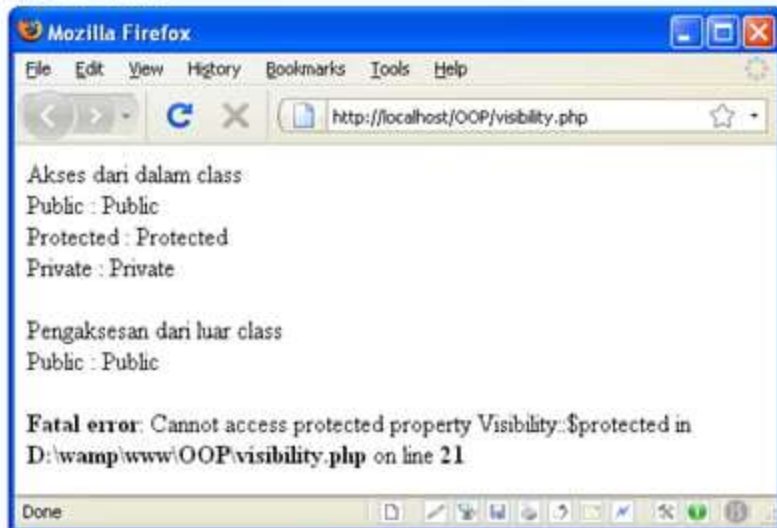 Mozilla Firefox
File Edit View History Bookmarks Tools Help
http://localhost/OOP/visibility.php
Akses dari dalam class
Public : Public
Protected : Protected
Private : Private
Pengaksesan dari luar class
Public : Public
Fatal error: Cannot access protected property Visibility::$protected in
D:\wamp\www\OOP\visibility.php on line 21
Done